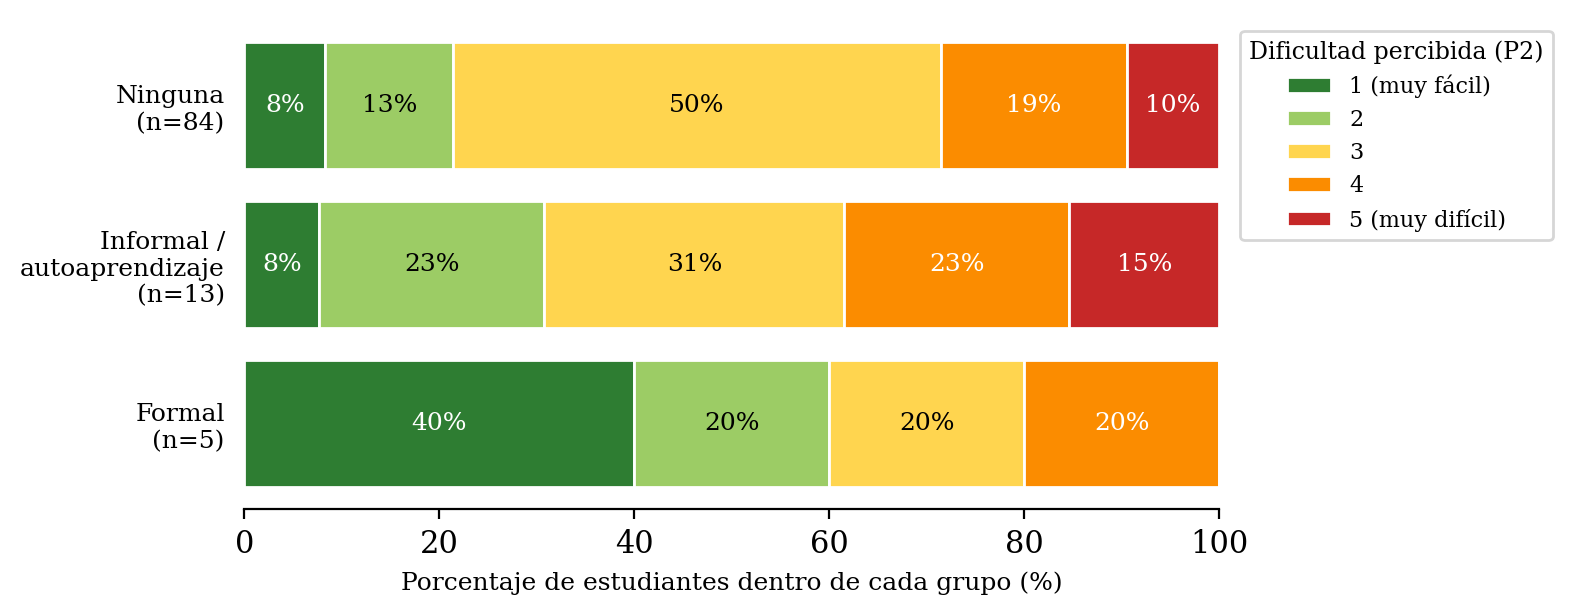 Ninguna
(n=84)
8%
13%
50%
19%
10%
Informal /
autoaprendizaje
(n=13)
8%
23%
31%
23%
15%
Formal
(n=5)
40%
20%
20%
20%
0
20
40
60
80
100
Porcentaje de estudiantes dentro de cada grupo (%)
Dificultad percibida (P2)
1 (muy fácil)
2
3
4
5 (muy difícil)